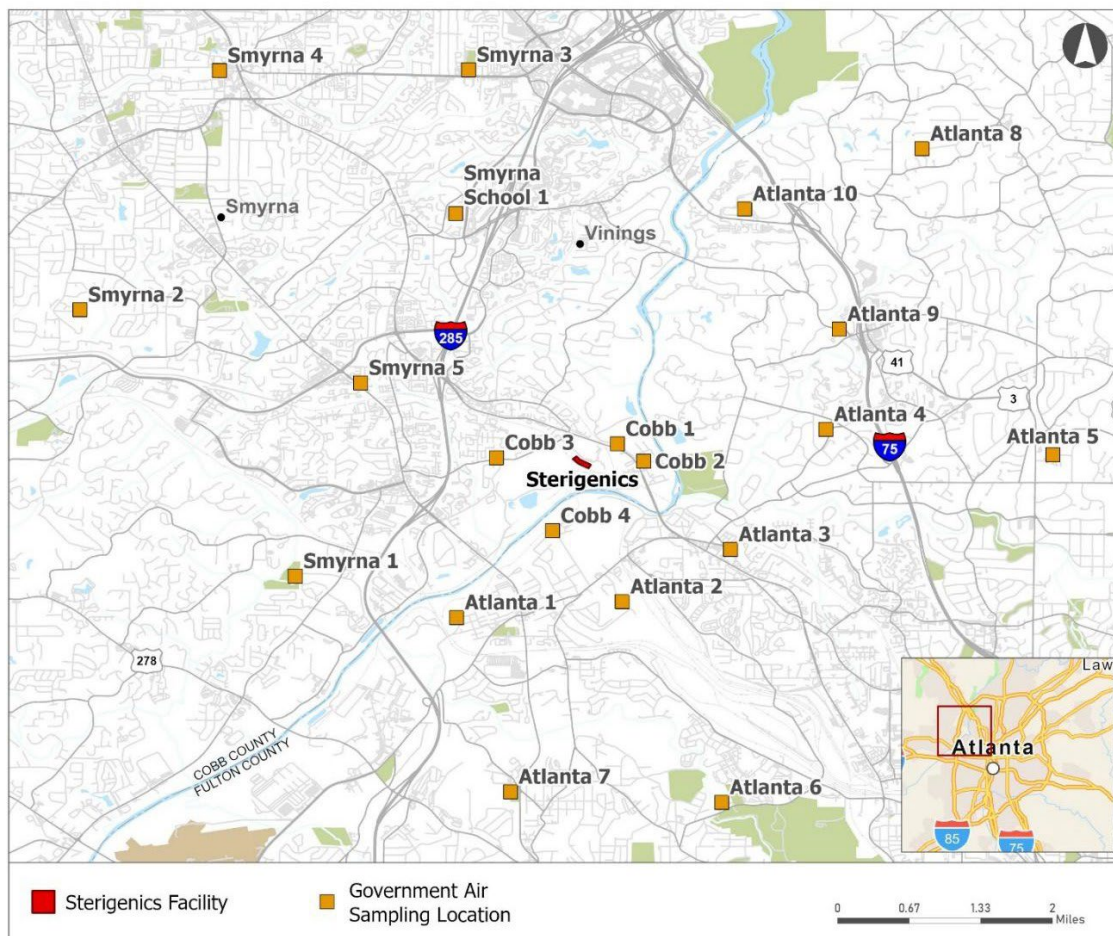 Smyrna 4
Smyrna 3
Atlanta 8
Smyrna
School 1
Atlanta 10
Smyrna
Vinings
Smyrna 2
Atlanta 9
285
41
Smyrna 5
3
Cobb 3
Cobb 1
Atlanta 4
75
Atlanta 5
Cobb 2
Sterigenics
Cobb 4
Atlanta 3
Smyrna 1
Atlanta 2
Atlanta 1
278
Law
Atlanta
COBB COUNTY
FULTON COUNTY
Atlanta 7
Atlanta 6
85
75
Sterigenics Facility
Government Air
Sampling Location
0 0.67 1.33 2
Miles